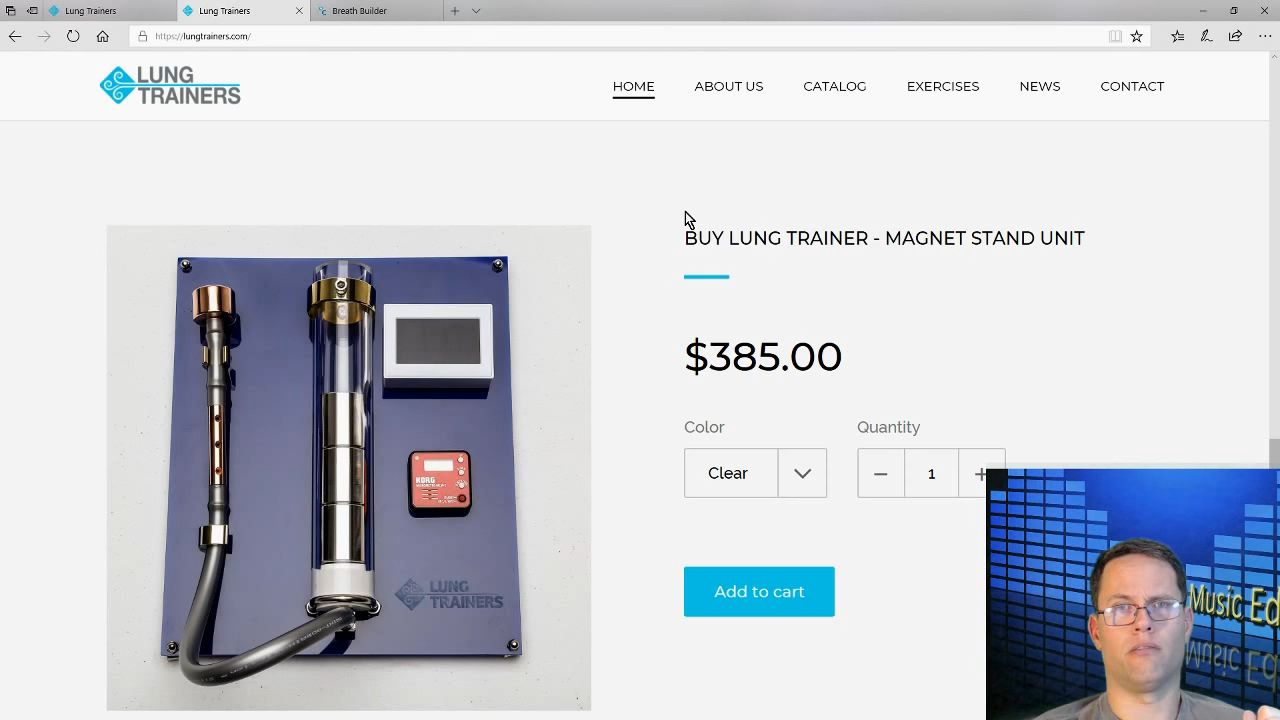 Lung Trainers
Lung Trainers
Breath Builder
https://lungtrainers.com/
LUNG
TRAINERS
HOME
ABOUT US
CATALOG
EXERCISES
NEWS
CONTACT
BUY LUNG TRAINER - MAGNET STAND UNIT
$385.00
Color
Quantity
Clear
1
Add to cart
KORG
LUNG
TRAINERS
Music Ed